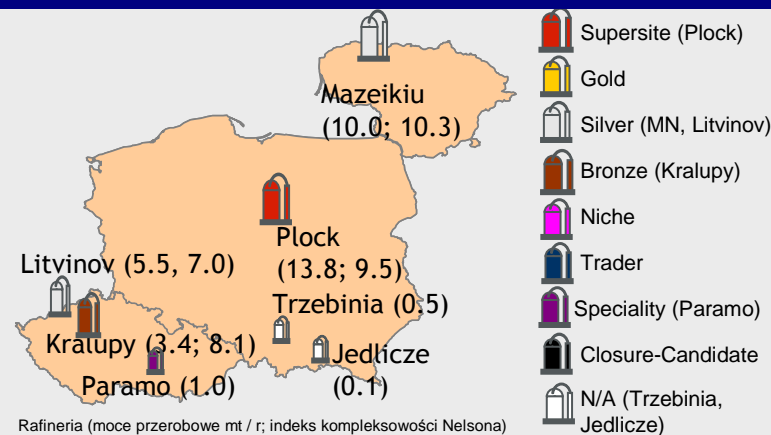 Mazeikiu
(10.0; 10.3)
Plock
(13.8; 9.5)
Litvinov (5.5, 7.0)
Trzebinia (0.5)
Kralupy (3.4; 8.1)
Jedlicze
(0.1)
Paramo (1.0)
Rafineria (moce przerobowe mt / r; indeks kompleksowości Nelsona)
Supersite (Plock)
Gold
Silver (MN, Litvinov)
Bronze (Kralupy)
Niche
Trader
Speciality (Paramo)
Closure-Candidate
N/A (Trzebinia,
Jedlicze)